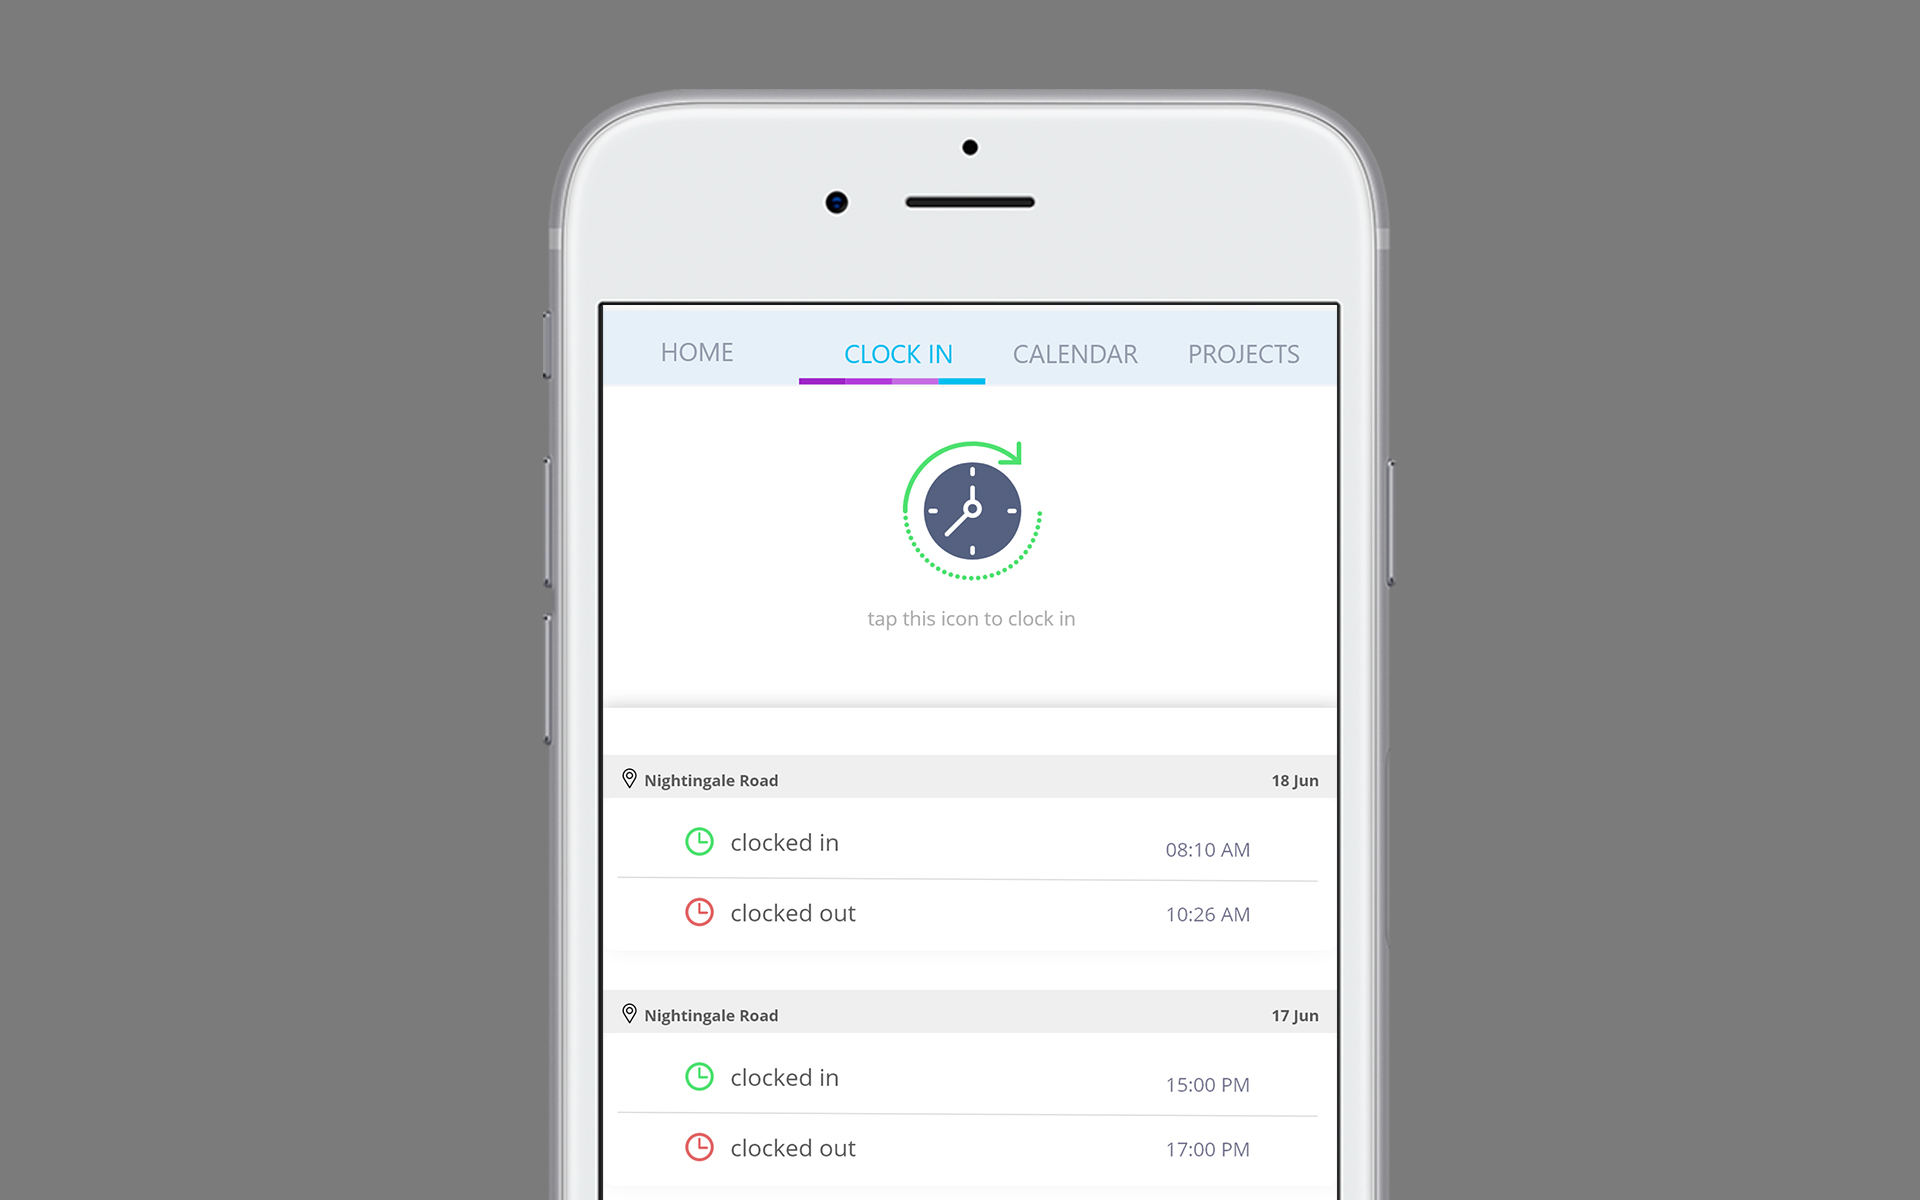 HOME CLOCK IN CALENDAR PROJECTS
tap this icon to clock in
Nightingale Road 18 Jun
clocked in 08:10 AM
clocked out 10:26 AM
Nightingale Road 17 Jun
clocked in 15:00 PM
clocked out 17:00 PM